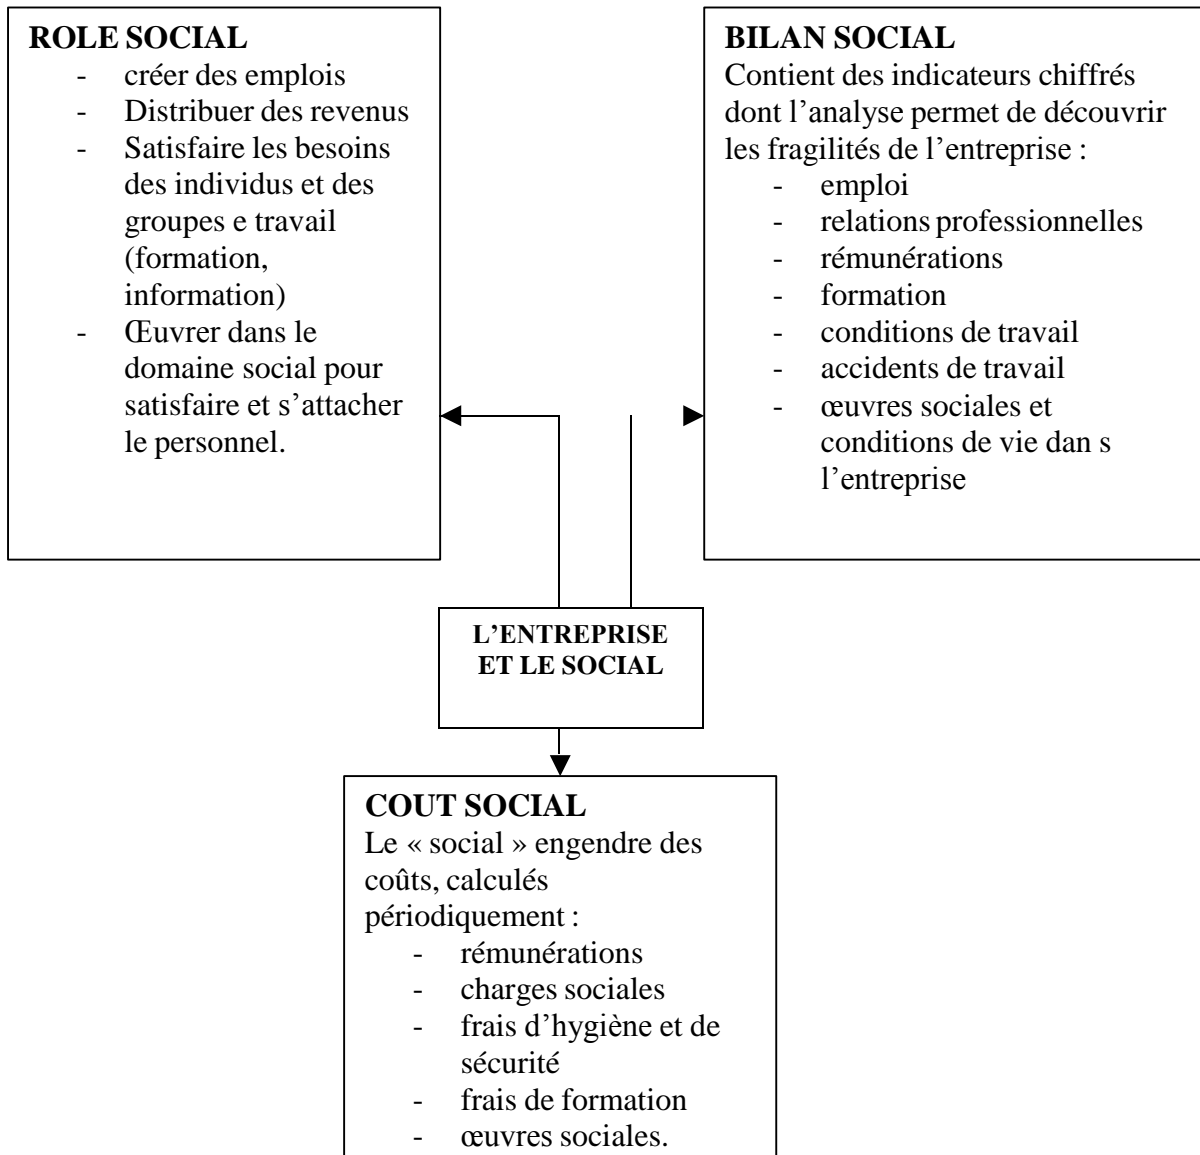 ROLE SOCIAL
- créer des emplois
- Distribuer des revenus
- Satisfaire les besoins
des individus et des
groupes e travail
(formation,
information)
- Œuvrer dans le
domaine social pour
satisfaire et s’attacher
le personnel.
BILAN SOCIAL
Contient des indicateurs chiffrés
dont l’analyse permet de découvrir
les fragilités de l’entreprise :
- emploi
- relations professionnelles
- rémunérations
- formation
- conditions de travail
- accidents de travail
- œuvres sociales et
conditions de vie dan s
l’entreprise
L’ENTREPRISE
ET LE SOCIAL
COUT SOCIAL
Le « social » engendre des
coûts, calculés
périodiquement :
- rémunérations
- charges sociales
- frais d’hygiène et de
sécurité
- frais de formation
- œuvres sociales.